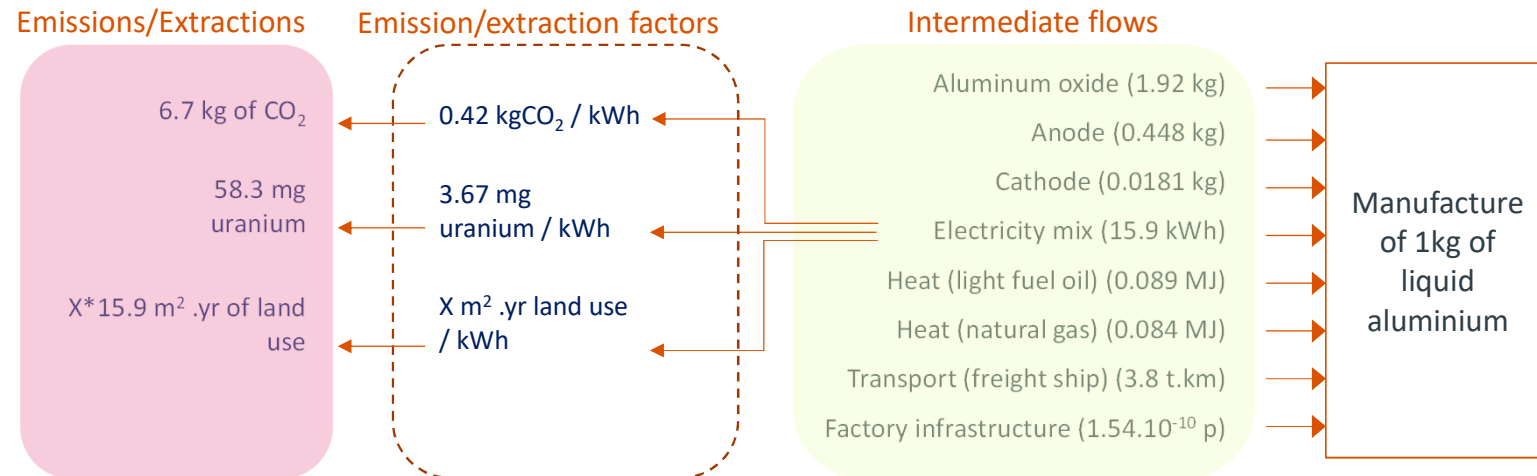 Emissions/Extractions
Emission/extraction factors
Intermediate flows
6.7 kg of CO₂
58.3 mg
uranium
X*15.9 m² .yr of land
use
0.42 kgCO₂ / kWh
3.67 mg
uranium / kWh
X m² .yr land use
/ kWh
Aluminum oxide (1.92 kg)
Anode (0.448 kg)
Cathode (0.0181 kg)
Electricity mix (15.9 kWh)
Heat (light fuel oil) (0.089 MJ)
Heat (natural gas) (0.084 MJ)
Transport (freight ship) (3.8 t.km)
Factory infrastructure (1.54.10⁻¹⁰ p)
Manufacture
of 1kg of
liquid
aluminium